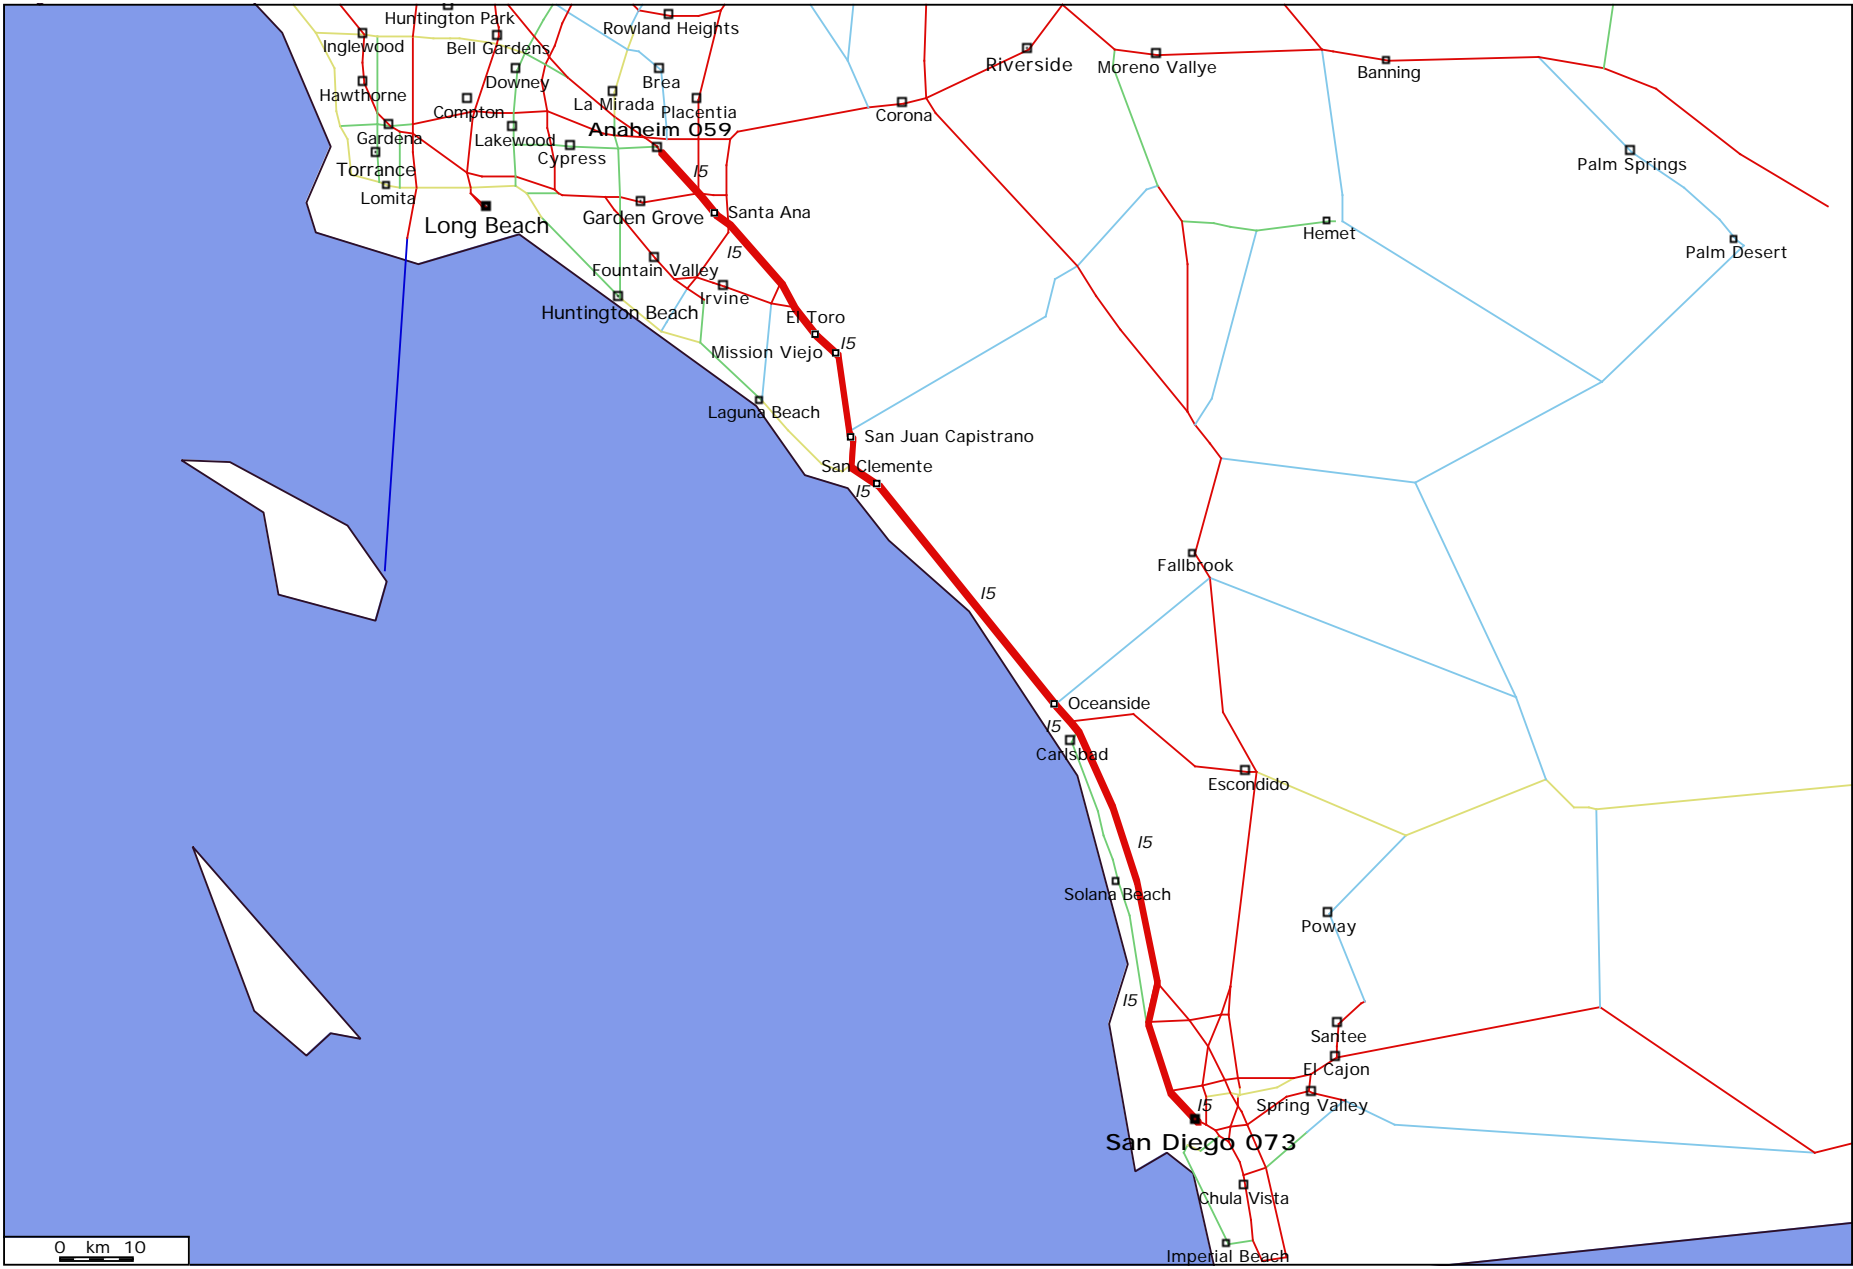 Huntington Park
Rowland Heights
Inglewood
Bell Gardens
Riverside
Moreno Vallye
Banning
Hawthorne
Downey
Brea
La Mirada
Placentia
Compton
Corona
Gardena
Lakewood
Anaheim 059
Cypress
Torrance
I5
Palm Springs
Lomita
Long Beach
Garden Grove
Santa Ana
Hemet
I5
Palm Desert
Fountain Valley
Irvine
Huntington Beach
El Toro
Mission Viejo
I5
Laguna Beach
San Juan Capistrano
San Clemente
I5
Fallbrook
I5
Oceanside
I5
Carlsbad
Escondido
I5
Solana Beach
Poway
I5
Santee
El Cajon
I5
Spring Valley
San Diego 073
Chula Vista
0 km 10
Imperial Beach